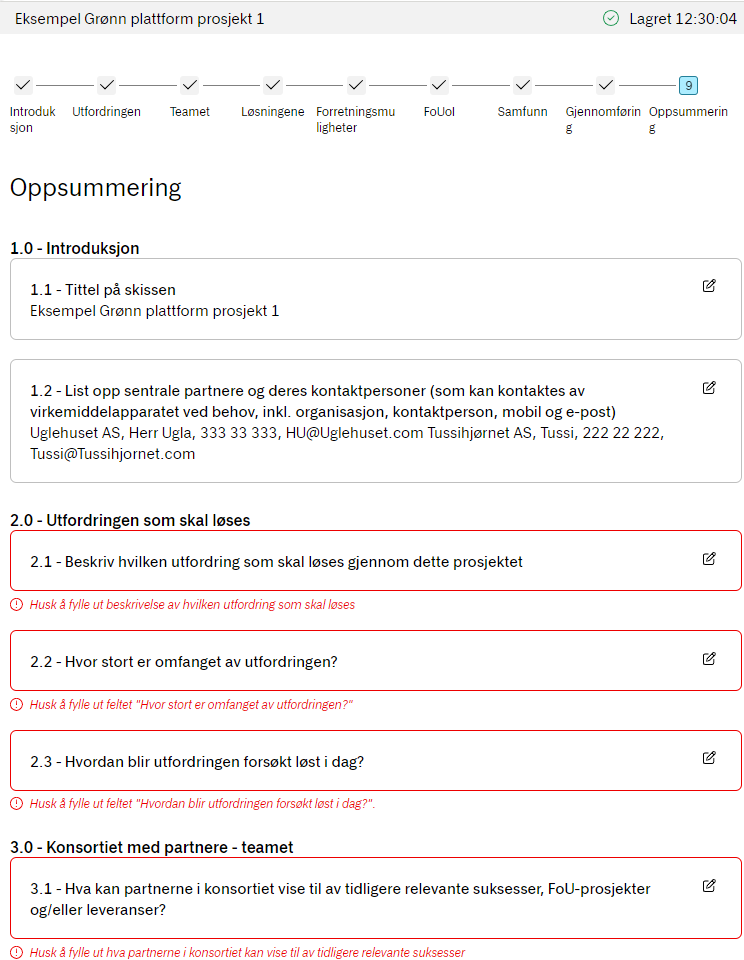 Eksempel Grønn plattform prosjekt 1
Lagret 12:30:04
9
Introduk
sjon
Utfordringen
Teamet
Løsningene
Forretningsmu
ligheter
FoUoI
Samfunn
Gjennomførin
g
Oppsummerin
g
Oppsummering
1.0 - Introduksjon
1.1 - Tittel på skissen
Eksempel Grønn plattform prosjekt 1
1.2 - List opp sentrale partnere og deres kontaktpersoner (som kan kontaktes av
virkemiddelapparatet ved behov, inkl. organisasjon, kontaktperson, mobil og e-post)
Uglehuset AS, Herr Ugla, 333 33 333, HU@Uglehuset.com Tussihjørnet AS, Tussi, 222 22 222,
Tussi@Tussihjornet.com
2.0 - Utfordringen som skal løses
2.1 - Beskriv hvilken utfordring som skal løses gjennom dette prosjektet
Husk å fylle ut beskrivelse av hvilken utfordring som skal løses
2.2 - Hvor stort er omfanget av utfordringen?
Husk å fylle ut feltet "Hvor stort er omfanget av utfordringen?"
2.3 - Hvordan blir utfordringen forsøkt løst i dag?
Husk å fylle ut feltet "Hvordan blir utfordringen forsøkt løst i dag?".
3.0 - Konsortiet med partnere - teamet
3.1 - Hva kan partnerne i konsortiet vise til av tidligere relevante suksesser, FoU-prosjekter
og/eller leveranser?
Husk å fylle ut hva partnerne i konsortiet kan vise til av tidligere relevante suksesser